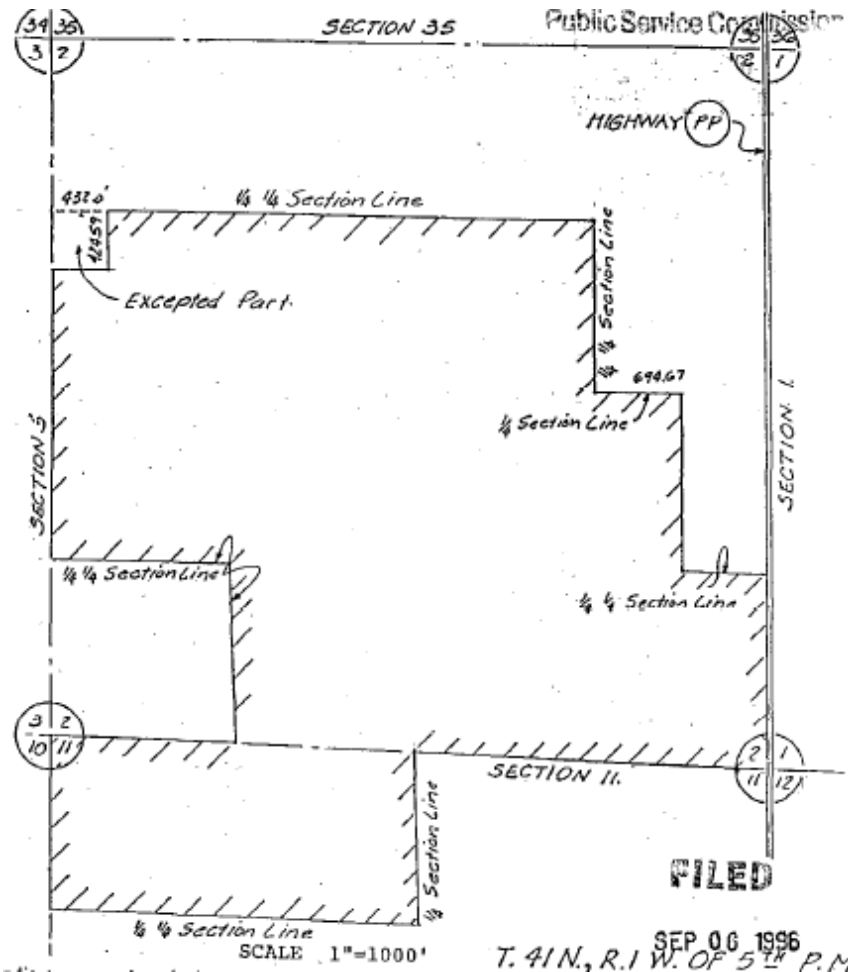 34 35
3 2
SECTION 35
Public Service Commission
35 36
2 1
HIGHWAY PP
432.0'
424.59'
¼ ¼ Section Line
Excepted Part.
¼ ¼ Section Line
694.67
¼ Section Line
SECTION 3
SECTION 1.
¼ ¼ Section Line
¼ ¼ Section Line
3 2
10 11
2 1
11 12
SECTION 11.
¼ Section Line
FILED
¼ ¼ Section Line
SCALE 1"=1000'
SEP 06 1996
T. 41 N., R. 1 W. OF 5TH P.M